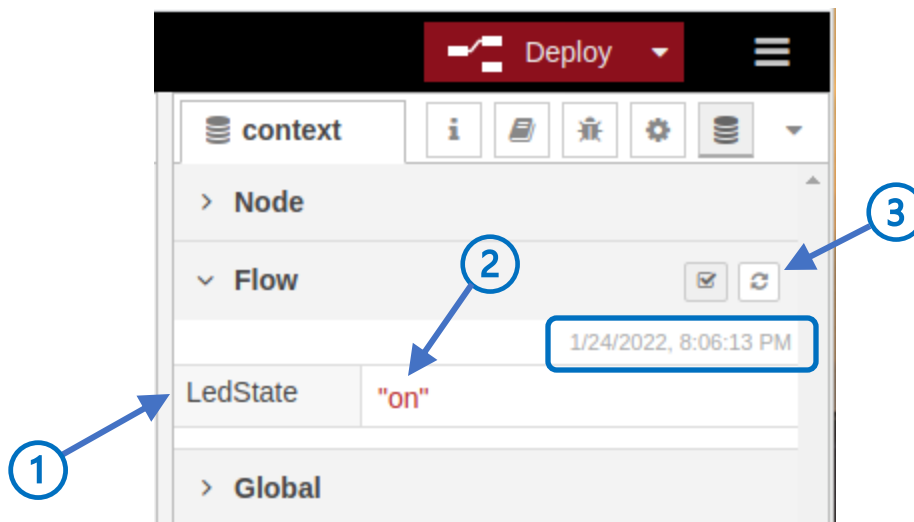 Deploy
context
Node
3
2
Flow
1/24/2022, 8:06:13 PM
LedState "on"
1
Global